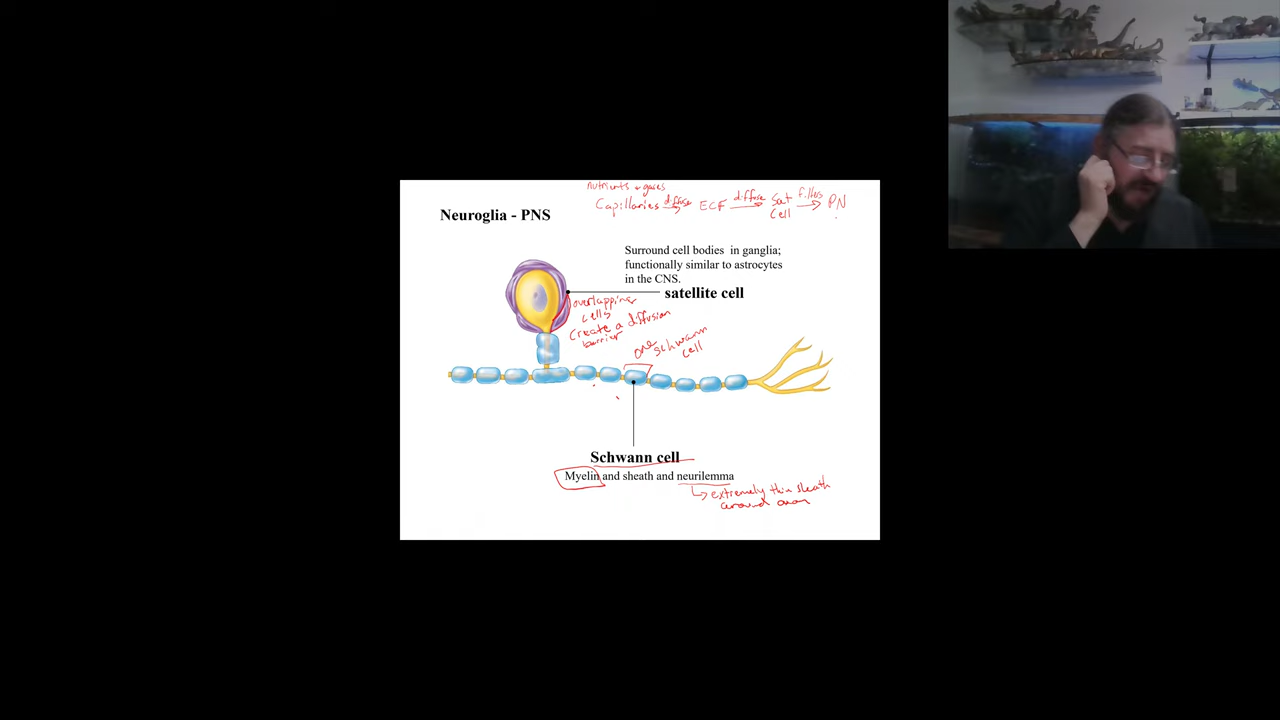 nutrients + gases
Capillaries diffuse → ECF diffuse → Sat cell filters → PN
Neuroglia - PNS
Surround cell bodies in ganglia;
functionally similar to astrocytes
in the CNS.
satellite cell
overlapping
cells
create a diffusion
barrier
one schwann
cell
Schwann cell
Myelin and sheath and neurilemma
↳ extremely thin sheath
around axon